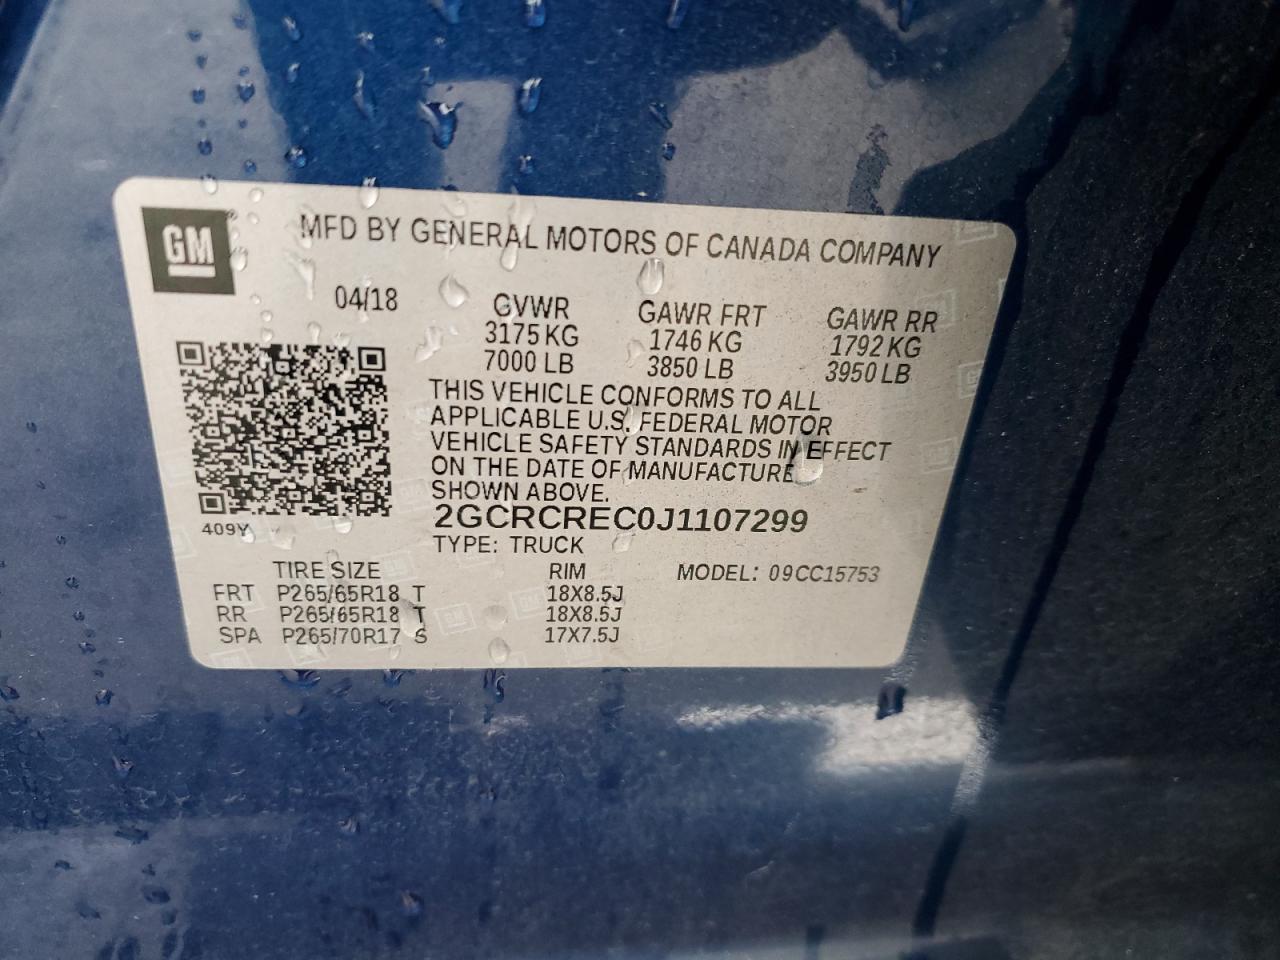 GM
MFD BY GENERAL MOTORS OF CANADA COMPANY
04/18 GVWR GAWR FRT GAWR RR
3175 KG 1746 KG 1792 KG
7000 LB 3850 LB 3950 LB
THIS VEHICLE CONFORMS TO ALL
APPLICABLE U.S. FEDERAL MOTOR
VEHICLE SAFETY STANDARDS IN EFFECT
ON THE DATE OF MANUFACTURE
SHOWN ABOVE.
2GCRCREC0J1107299
409Y
TYPE: TRUCK
TIRE SIZE RIM MODEL: 09CC15753
FRT P265/65R18 T 18X8.5J
RR P265/65R18 T 18X8.5J
SPA P265/70R17 S 17X7.5J